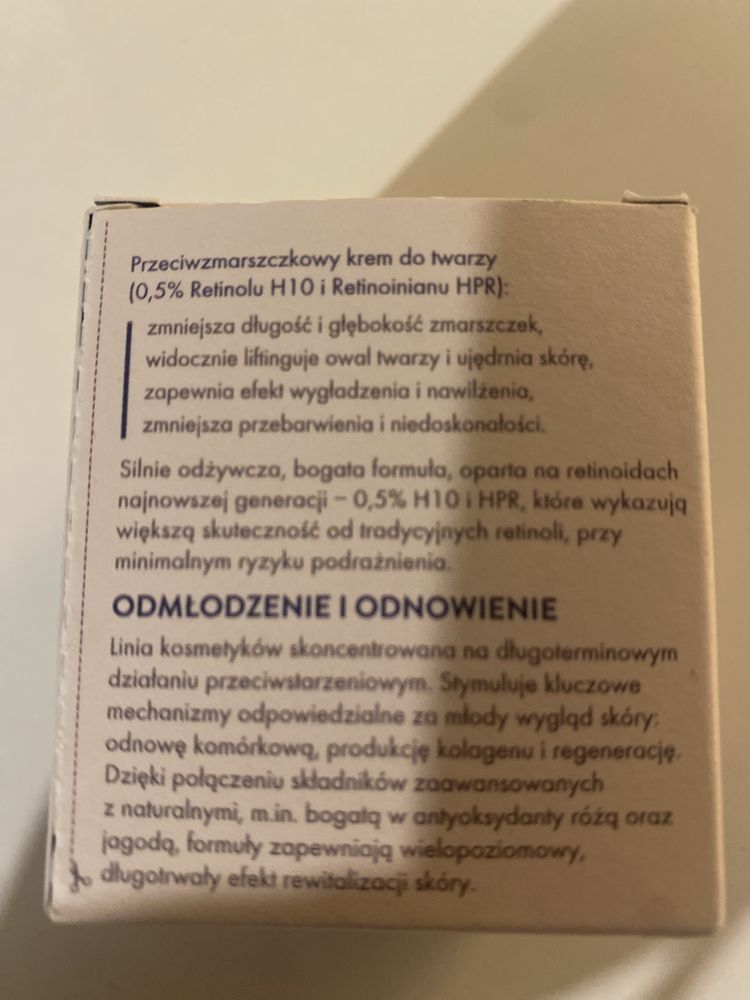 Przeciwzmarszczkowy krem do twarzy
(0,5% Retinolu H10 i Retinoinianu HPR):
zmniejsza długość i głębokość zmarszczek,
widocznie liftinguje owal twarzy i ujędrnia skórę,
zapewnia efekt wygładzenia i nawilżenia,
zmniejsza przebarwienia i niedoskonałości.
Silnie odżywcza, bogata formuła, oparta na retinoidach
najnowszej generacji – 0,5% H10 i HPR, które wykazują
większą skuteczność od tradycyjnych retinoli, przy
minimalnym ryzyku podrażnienia.
ODMŁODZENIE I ODNOWIENIE
Linia kosmetyków skoncentrowana na długoterminowym
działaniu przeciwstarzeniowym. Stymuluje kluczowe
mechanizmy odpowiedzialne za młody wygląd skóry:
odnowę komórkową, produkcję kolagenu i regenerację.
Dzięki połączeniu składników zaawansowanych
z naturalnymi, m.in. bogatą w antyoksydanty różą oraz
jagodą, formuły zapewniają wielopoziomowy,
długotrwały efekt rewitalizacji skóry.